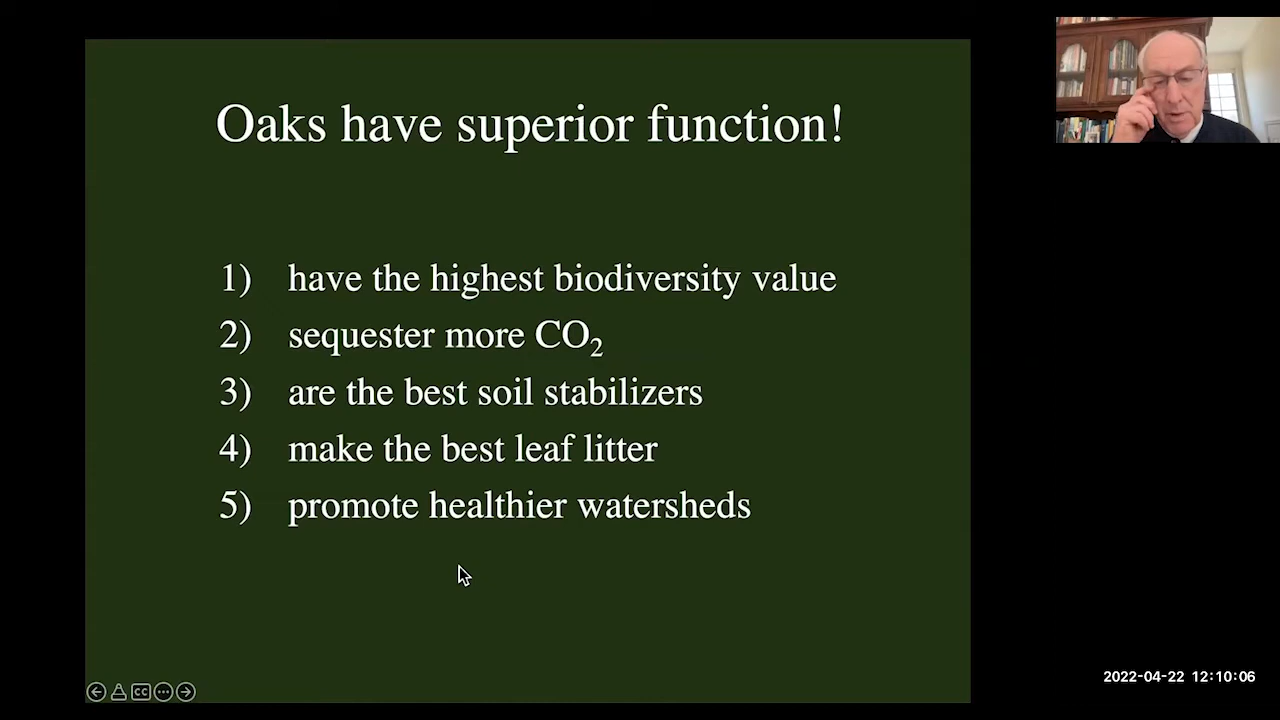 Oaks have superior function!
1) have the highest biodiversity value
2) sequester more CO₂
3) are the best soil stabilizers
4) make the best leaf litter
5) promote healthier watersheds
CC
2022-04-22 12:10:06